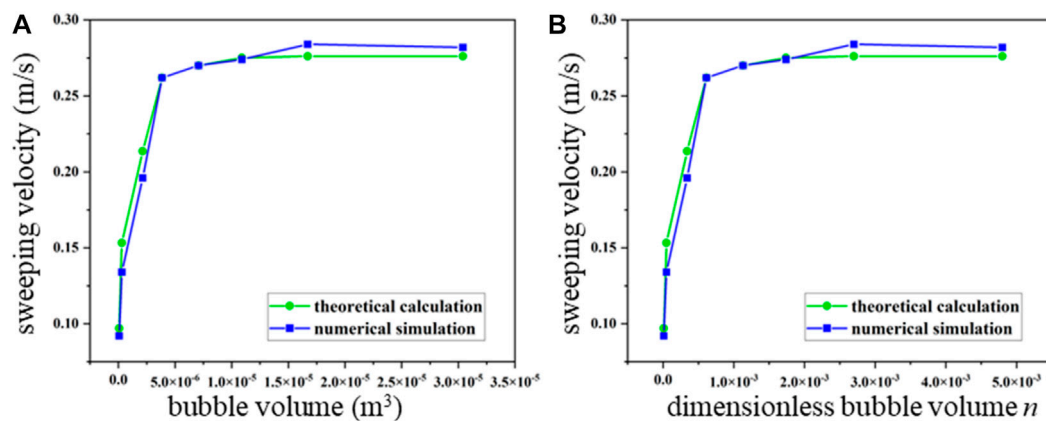 A
sweeping velocity (m/s)
0.30
0.25
0.20
0.15
0.10
theoretical calculation
numerical simulation
0.0 5.0×10⁻⁶ 1.0×10⁻⁵ 1.5×10⁻⁵ 2.0×10⁻⁵ 2.5×10⁻⁵ 3.0×10⁻⁵ 3.5×10⁻⁵
bubble volume (m³)
B
sweeping velocity (m/s)
0.30
0.25
0.20
0.15
0.10
theoretical calculation
numerical simulation
0.0 1.0×10⁻³ 2.0×10⁻³ 3.0×10⁻³ 4.0×10⁻³ 5.0×10⁻³
dimensionless bubble volume n